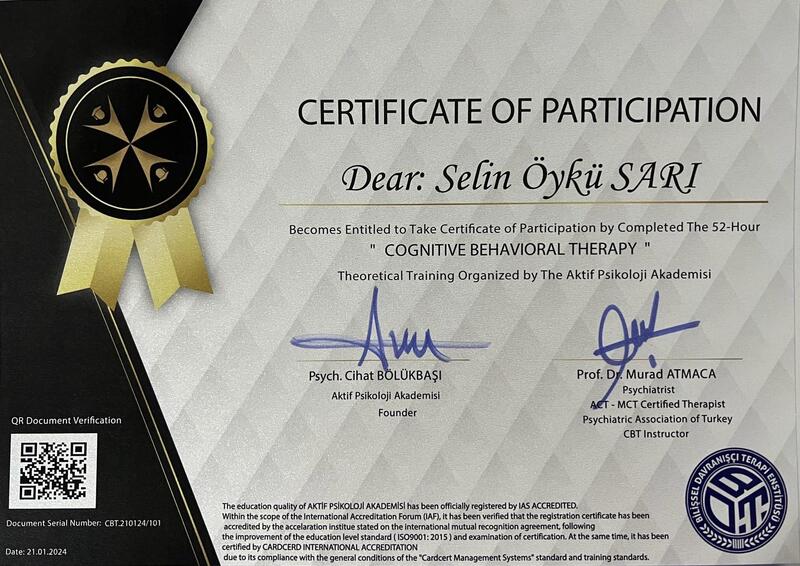 CERTIFICATE OF PARTICIPATION
Dear: Selin Öykü SARI
Becomes Entitled to Take Certificate of Participation by Completed The 52-Hour
" COGNITIVE BEHAVIORAL THERAPY "
Theoretical Training Organized by The Aktif Psikoloji Akademisi
Psych. Cihat BÖLÜKBAŞI
Aktif Psikoloji Akademisi
Founder
Prof. Dr. Murad ATMACA
Psychiatrist
ACT - MCT Certified Therapist
Psychiatric Association of Turkey
CBT Instructor
QR Document Verification
Document Serial Number: CBT.210124/101
Date: 21.01.2024
The education quality of AKTİF PSİKOLOJİ AKADEMİSİ has been officially registered by IAS ACCREDITED.
Within the scope of the International Accreditation Forum (IAF), it has been verified that the registration certificate has been
accredited by the accelaration institue stated on the international mutual recognition agreement, following
the improvement of the education level standard ( ISO9001: 2015 ) and examination of certification. At the same time, it has been
certified by CARDCERD INTERNATIONAL ACCREDITATION
due to its compliance with the general conditions of the "Cardcert Management Systems" standard and training standards.
BİLİŞSEL DAVRANIŞÇI TERAPİ ENSTİTÜSÜ